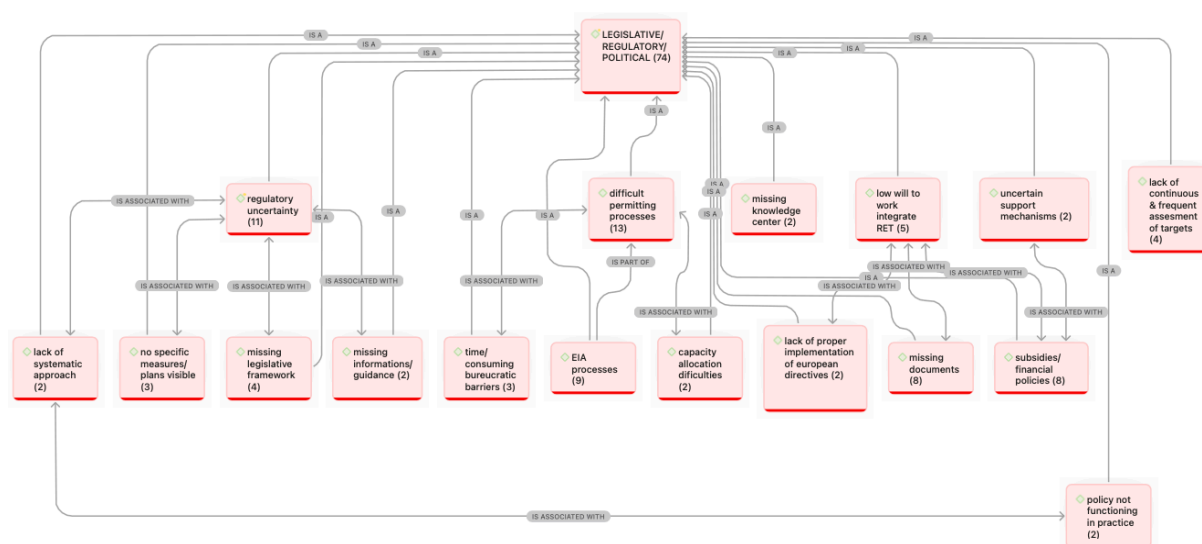 LEGISLATIVE/
REGULATORY/
POLITICAL (74)
IS A
IS A
IS A
IS A
IS A
IS A
IS A
IS A
IS A
regulatory
uncertainty
(11)
difficult
permitting
processes
(13)
missing
knowledge
center (2)
low will to
work
integrate
RET (5)
uncertain
support
mechanisms (2)
lack of
continuous
& frequent
assesment
of targets
(4)
IS ASSOCIATED WITH
IS A
IS A
IS A
IS A
IS A
IS A
IS A
IS PART OF
IS A
IS A
IS ASSOCIATED WITH
IS ASSOCIATED WITH
IS ASSOCIATED WITH
IS ASSOCIATED WITH
IS ASSOCIATED WITH
IS ASSOCIATED WITH
IS ASSOCIATED WITH
IS ASSOCIATED WITH
IS ASSOCIATED WITH
IS ASSOCIATED WITH
lack of
systematic
approach
(2)
no specific
measures/
plans visible
(3)
missing
legislative
framework
(4)
missing
informations/
guidance (2)
time/
consuming
bureucratic
barriers (3)
EIA
processes
(9)
capacity
allocation
dificulties
(2)
lack of proper
implementation
of european
directives (2)
missing
documents
(8)
subsidies/
financial
policies (8)
IS ASSOCIATED WITH
policy not
functioning
in practice
(2)